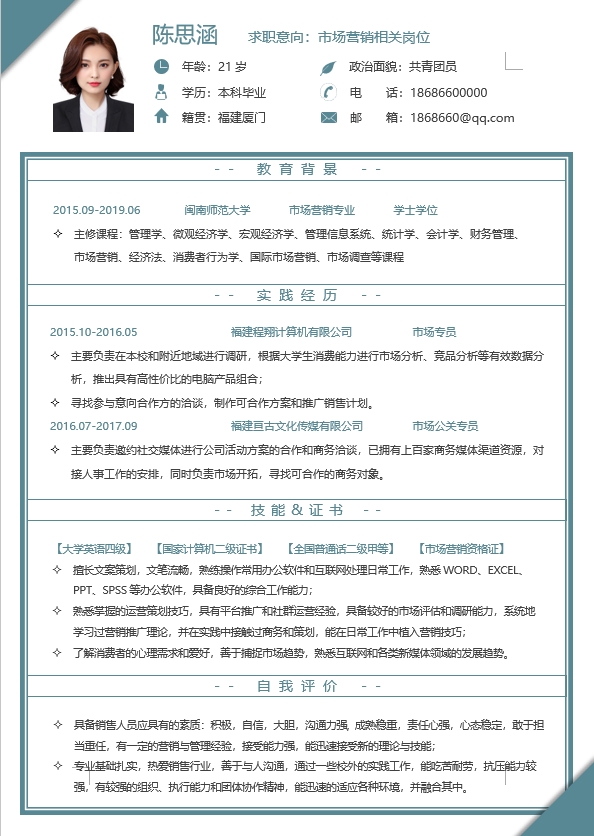 陈思涵 求职意向：市场营销相关岗位
年龄：21岁 政治面貌：共青团员
学历：本科毕业 电 话：18686600000
籍贯：福建厦门 邮 箱：1868660@qq.com
-- 教育背景 --
2015.09-2019.06 闽南师范大学 市场营销专业 学士学位
主修课程：管理学、微观经济学、宏观经济学、管理信息系统、统计学、会计学、财务管理、
市场营销、经济法、消费者行为学、国际市场营销、市场调查等课程
-- 实践经历 --
2015.10-2016.05 福建程翔计算机有限公司 市场专员
主要负责在本校和附近地域进行调研，根据大学生消费能力进行市场分析、竞品分析等有效数据分
析，推出具有高性价比的电脑产品组合；
寻找参与意向合作方的洽谈，制作可合作方案和推广销售计划。
2016.07-2017.09 福建亘古文化传媒有限公司 市场公关专员
主要负责邀约社交媒体进行公司活动方案的合作和商务洽谈，已拥有上百家商务媒体渠道资源，对
接人事工作的安排，同时负责市场开拓，寻找可合作的商务对象。
-- 技能&证书 --
【大学英语四级】 【国家计算机二级证书】 【全国普通话二级甲等】 【市场营销资格证】
擅长文案策划，文笔流畅，熟练操作常用办公软件和互联网处理日常工作，熟悉WORD、EXCEL、
PPT、SPSS等办公软件，具备良好的综合工作能力；
熟悉掌握的运营策划技巧，具有平台推广和社群运营经验，具备较好的市场评估和调研能力，系统地
学习过营销推广理论，并在实践中接触过商务和策划，能在日常工作中植入营销技巧；
了解消费者的心理需求和爱好，善于捕捉市场趋势，熟悉互联网和各类新媒体领域的发展趋势。
-- 自我评价 --
具备销售人员应具有的素质：积极，自信，大胆，沟通力强，成熟稳重，责任心强，心态稳定，敢于担
当重任，有一定的营销与管理经验，接受能力强，能迅速接受新的理论与技能；
专业基础扎实，热爱销售行业，善于与人沟通，通过一些校外的实践工作，能吃苦耐劳，抗压能力较
强，有较强的组织、执行能力和团体协作精神，能迅速的适应各种环境，并融合其中。